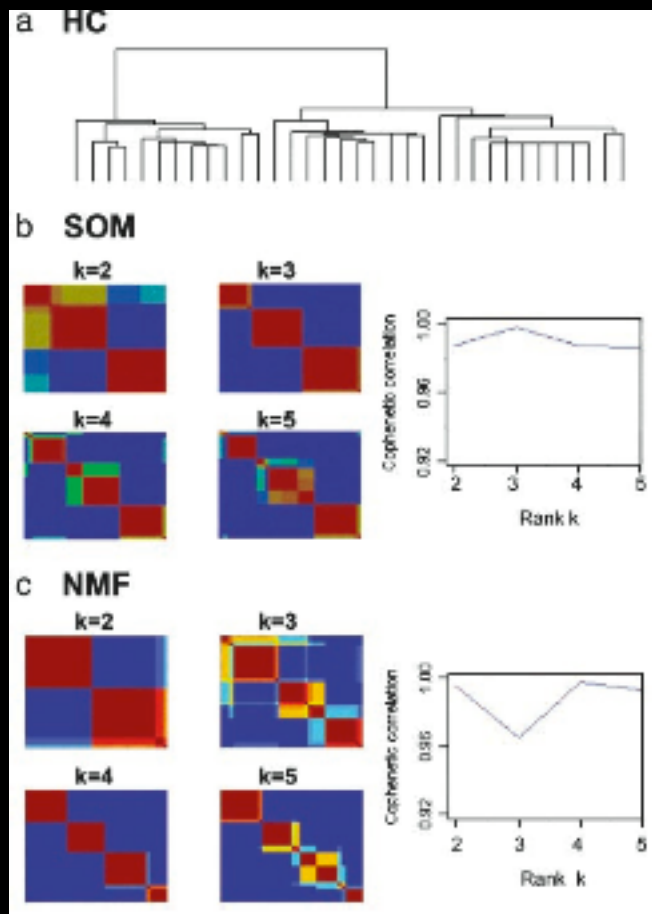 a HC
b SOM
k=2
k=3
k=4
k=5
Cophenetic correlation
1.00
0.96
0.92
2 3 4 5
Rank k
c NMF
k=2
k=3
k=4
k=5
Cophenetic correlation
1.00
0.96
0.92
2 3 4 5
Rank k